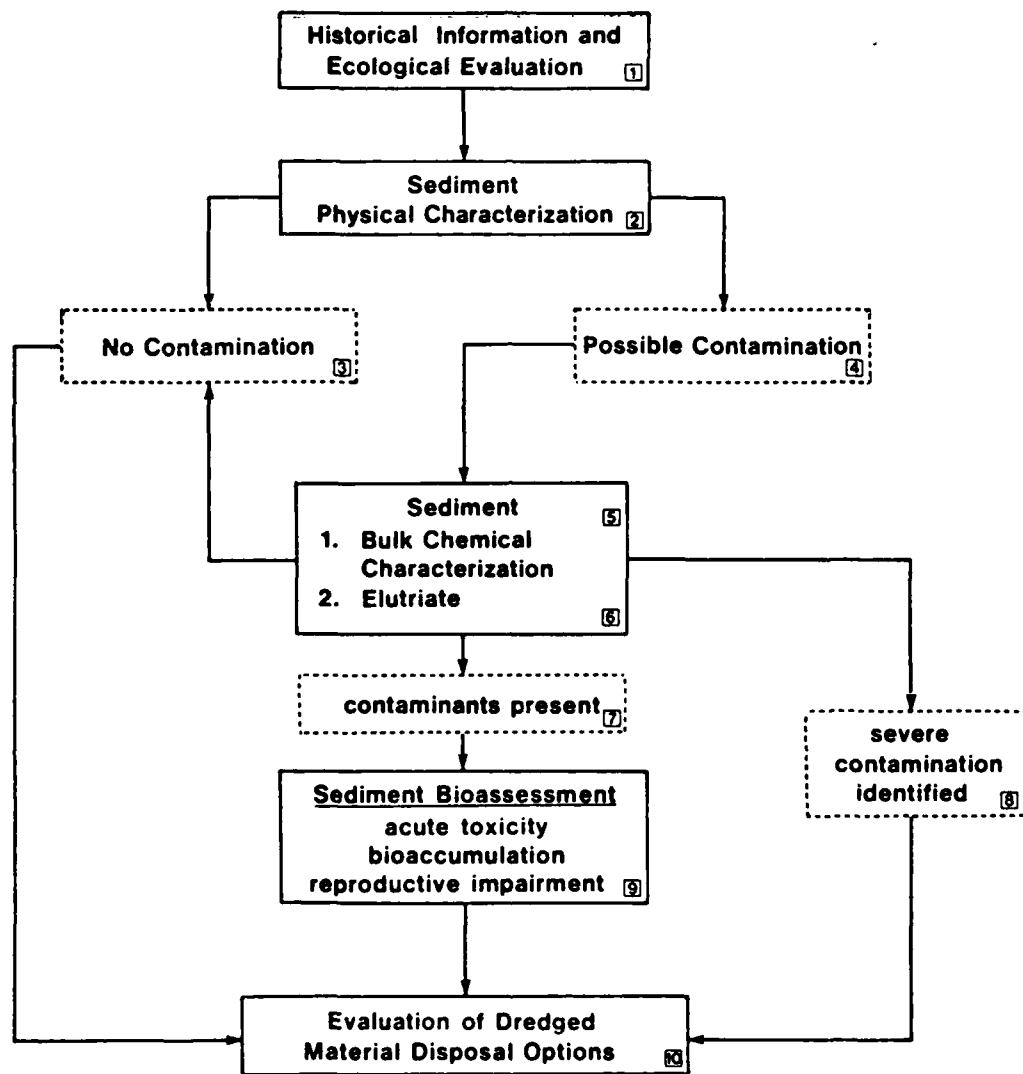 Historical Information and
Ecological Evaluation 1
Sediment
Physical Characterization 2
No Contamination 3
Possible Contamination 4
Sediment 5
1. Bulk Chemical
Characterization
2. Elutriate
6
contaminants present 7
severe
contamination
identified 8
Sediment Bioassessment
acute toxicity
bioaccumulation
reproductive impairment 9
Evaluation of Dredged
Material Disposal Options 10